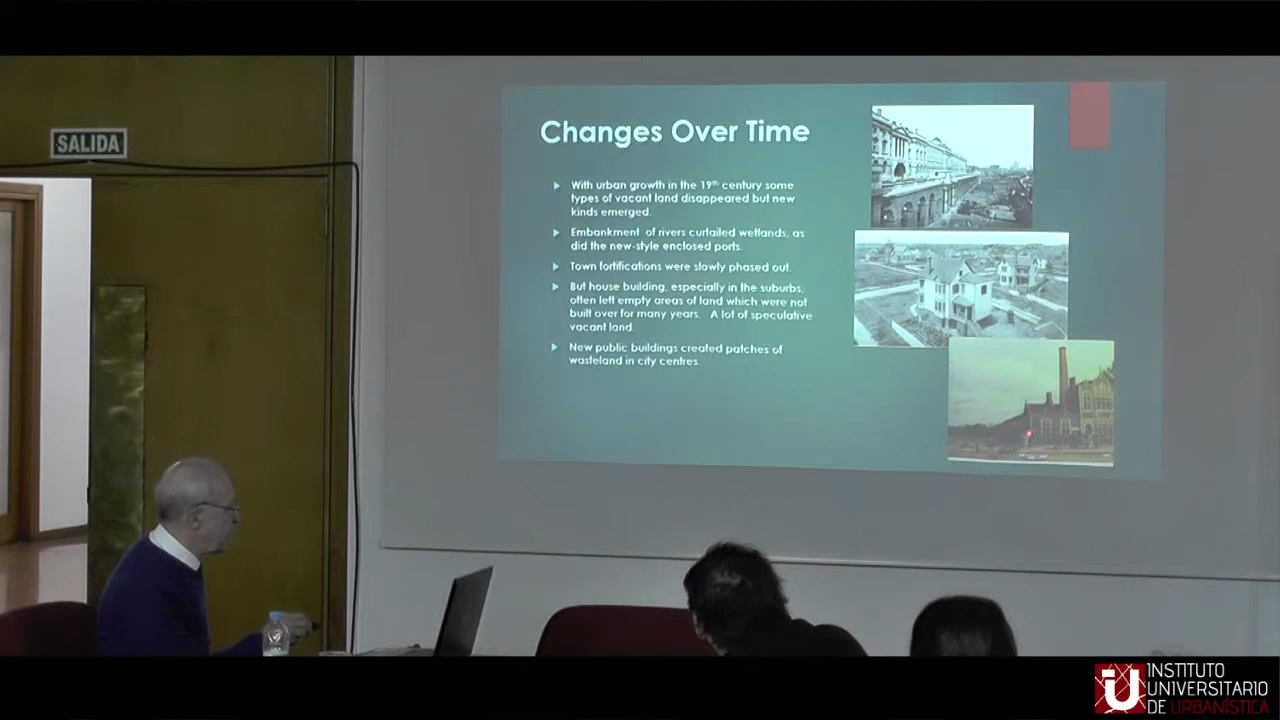 SALIDA
Changes Over Time
With urban growth in the 19th century some
types of vacant land disappeared but new
kinds emerged.
Embankment of rivers curtailed wetlands, as
did the new-style enclosed ports.
Town fortifications were slowly phased out.
But house building, especially in the suburbs,
often left empty areas of land which were not
built over for many years. A lot of speculative
vacant land.
New public buildings created patches of
wasteland in city centres.
iU INSTITUTO
UNIVERSITARIO
DE URBANÍSTICA